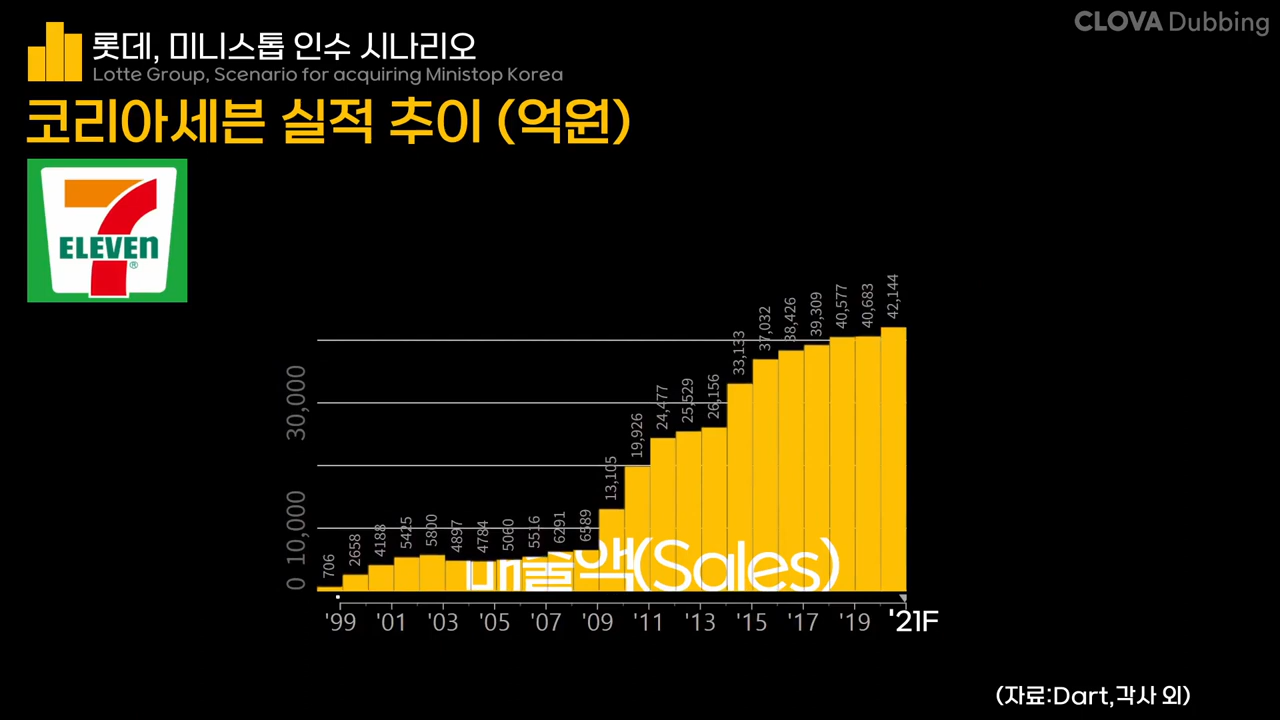 CLOVA Dubbing
롯데, 미니스톱 인수 시나리오
Lotte Group, Scenario for acquiring Ministop Korea
코리아세븐 실적 추이 (억원)
7
ELEVEn
®
0 10,000 30,000
706 2658 4188 5425 5800 4897 4784 5060 5516 6291 6589 13,105 19,926 24,477 25,529 26,156 33,133 37,032 38,426 39,309 40,577 40,683 42,144
매출액(Sales)
'99 '01 '03 '05 '07 '09 '11 '13 '15 '17 '19 '21F
(자료:Dart,각사 외)